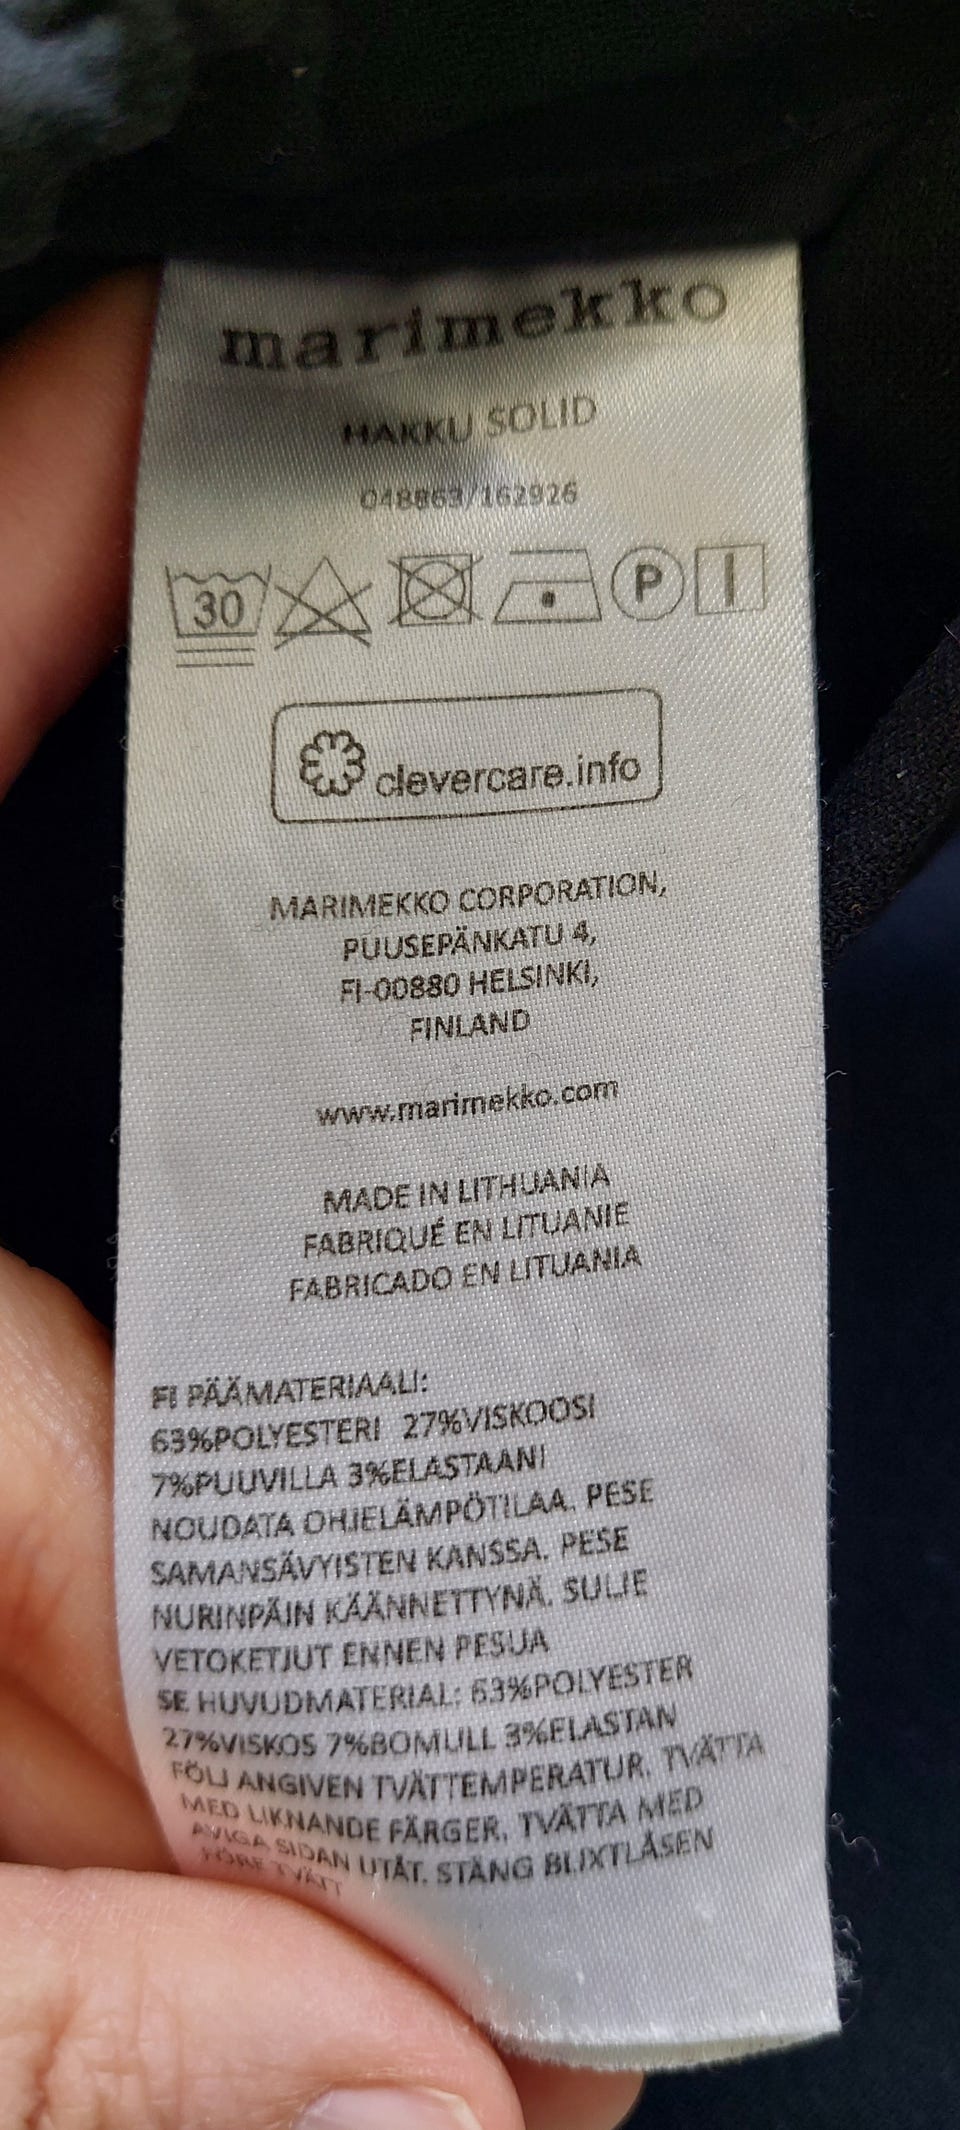 marimekko
HAKKU SOLID
048863/162926
30 P
clevercare.info
MARIMEKKO CORPORATION,
PUUSEPÄNKATU 4,
FI-00880 HELSINKI,
FINLAND
www.marimekko.com
MADE IN LITHUANIA
FABRIQUÉ EN LITUANIE
FABRICADO EN LITUANIA
FI PÄÄMATERIAALI:
63%POLYESTERI 27%VISKOOSI
7%PUUVILLA 3%ELASTAANI
NOUDATA OHJELÄMPÖTILAA. PESE
SAMANSÄVYISTEN KANSSA. PESE
NURINPÄIN KÄÄNNETTYNÄ. SULJE
VETOKETJUT ENNEN PESUA
SE HUVUDMATERIAL: 63%POLYESTER
27%VISKOS 7%BOMULL 3%ELASTAN
FÖLJ ANGIVEN TVÄTTEMPERATUR. TVÄTTA
MED LIKNANDE FÄRGER. TVÄTTA MED
AVIGA SIDAN UTÅT. STÄNG BLIXTLÅSEN
FÖRE TVÄTT